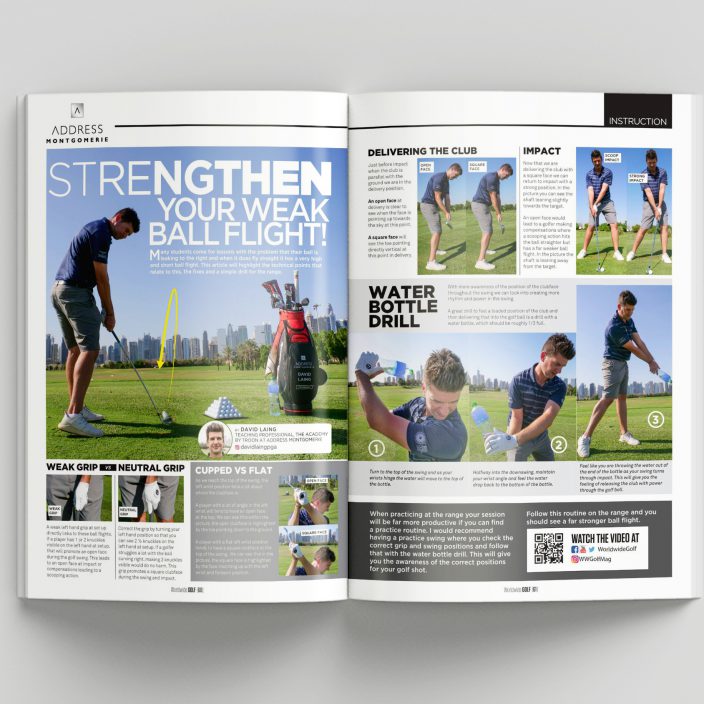 ADDRESS
MONTGOMERIE
STRENGTHEN
YOUR WEAK
BALL FLIGHT!
Many students come for lessons with the problem that their ball is
leaking to the right and when it does fly straight it has a very high
and short ball flight. This article will highlight the technical points that
relate to this, the fixes and a simple drill for the range.
ADDRESS
DAVID
LAING
BY DAVID LAING
TEACHING PROFESSIONAL, THE ACADEMY
BY TROON AT ADDRESS MONTGOMERIE
davidlaingpga
WEAK GRIP VS NEUTRAL GRIP
WEAK
GRIP
NEUTRAL
GRIP
A weak left hand grip at set up
directly links to these ball flights.
If a player has 1 or 2 knuckles
visible on the left hand at setup,
that will promote an open face
during the swing. This leads to
an open face at impact or
compensations leading to a
scooping action.
Correct the grip by turning
your left hand position so that you
can see 2 ½ knuckles on the
left hand at setup. If a golfer
struggles a lot with the ball
curving right, making 3 knuckles
visible would do no harm. This
grip promotes a square clubface
during the swing and impact.
CUPPED VS FLAT
As we reach the top of the swing, the
OPEN FACE
SQUARE FACE
Worldwide GOLF
INSTRUCTION
DELIVERING THE CLUB
Just before impact
when the club is
parallel with the
ground we are in the
delivery position.
An open face at
delivery is clear to
see when the face is
pointing up towards
the sky at this point.
A square face will
see the toe pointing
directly vertical at
this point in delivery.
OPEN
FACE
SQUARE
FACE
IMPACT
Now that we are
delivering the club with
a square face we can
return to impact with a
strong position. In the
picture you can see the
shaft leaning slightly
towards the target.
An open face would
lead to a golfer making
compensations where
a scooping action hits
the ball straighter but
has a far weaker ball
flight. In the picture the
shaft is leaning away
from the target.
SCOOP
IMPACT
STRONG
IMPACT
WATER
BOTTLE
DRILL
With more awareness of the position of the clubface
throughout the swing we can look into creating more
rhythm and power in the swing.
A great drill to feel a loaded position of the club and
then delivering that into the golf ball is a drill with a
water bottle, which should be roughly 1/3 full.
1
2
3
Turn to the top of the swing and as your
wrists hinge the water will move to the top of
the bottle.
Halfway into the downswing, maintain
your wrist angle and feel the water
drop back to the bottom of the bottle.
Feel like you are throwing the water out of
the end of the bottle as your swing turns
through impact. This will give you the
feeling of releasing the club with power
through the golf ball.
When practicing at the range your session
will be far more productive if you can find
a practice routine. I would recommend
having a practice swing where you check the
correct grip and swing positions and follow
that with the water bottle drill. This will give
you the awareness of the correct positions
for your golf shot.
Follow this routine on the range and you
should see a far stronger ball flight.
WATCH THE VIDEO AT
WorldwideGolf
@WWGolfMag
Worldwide GOLF